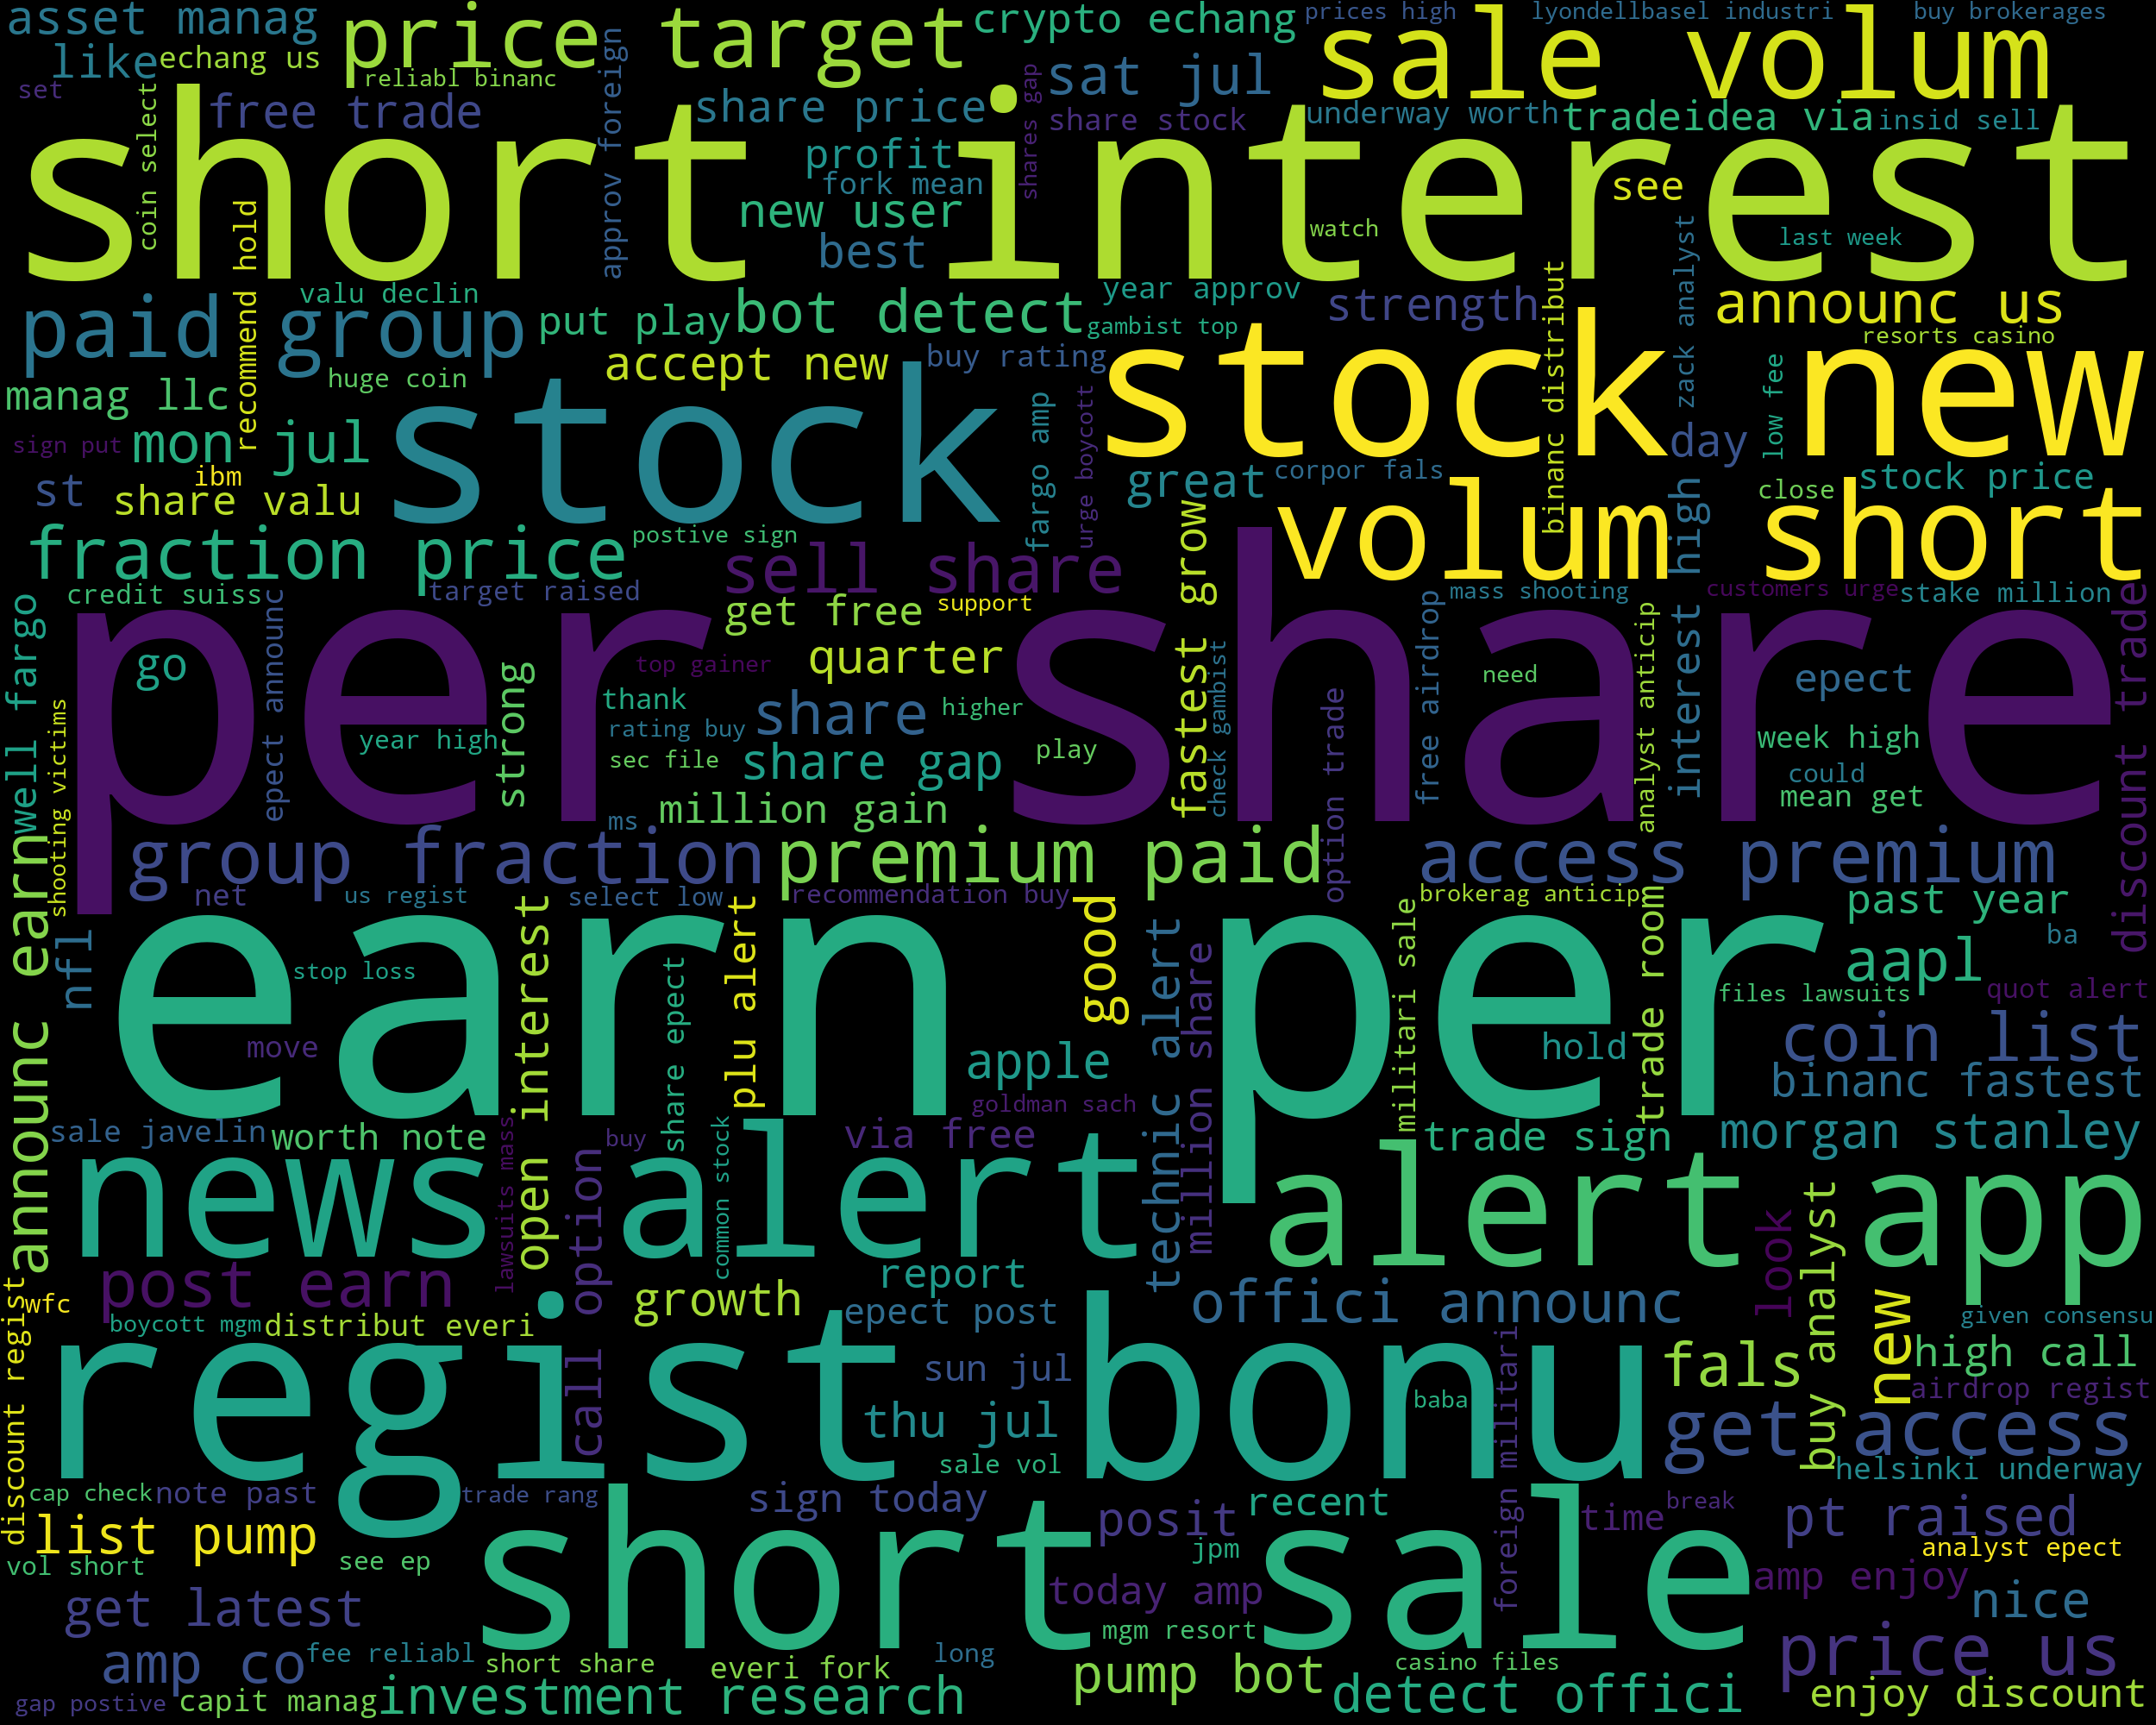 asset manag
price target
crypto echang
prices high
lyondellbasel industri
buy brokerages
like
echang us
reliabl binanc
sale volum
set
coin select
free trade
approv foreign
share price
shares gap
sat jul
share stock
underway worth
tradeidea via
insid sell
short interest
profit
fork mean
new user
see
watch
last week
best
recommend hold
valu declin
paid group
put play
bot detect
year approv
gambist top
strength
binanc distribut
zack analyst
announc us
resorts casino
huge coin
accept new
buy rating
manag llc
stock
stock new
low fee
sign put
mon jul
ibm
fargo amp
urge boycott
great
corpor fals
day
st
share valu
stock price
close
fraction price
postive sign
sell share
volum short
fastest grow
interest high
credit suiss
target raised
get free
support
mass shooting
customers urge
stake million
well fargo
epect announc
per share
go
strong
top gainer
quarter
check gambist
free airdrop
analyst anticip
need
epect
discount trade
thank
year high
rating buy
share
higher
option trade
week high
shooting victims
sec file
share gap
play
could
mean get
million gain
ms
group fraction
premium paid
access premium
announc earn
net
us regist
select low
recommendation buy
brokerag anticip
past year
nfl
stop loss
open interest
earn per
plu alert
good
technic alert
million share
militari sale
trade room
aapl
ba
files lawsuits
quot alert
move
share epect
apple
hold
coin list
binanc fastest
goldman sach
sale javelin
worth note
lawsuits mass
buy
common stock
via free
trade sign
morgan stanley
news alert
alert app
call option
look
buy analyst
post earn
report
wfc
discount regist
growth
epect post
offici announc
new
given consensu
boycott mgm
distribut everi
high call
regist bonu
sun jul
foreign militari
fals
airdrop regist
baba
thu jul
get access
sale vol
helsinki underway
cap check
note past
trade rang
sign today
recent
time
break
pt raised
list pump
posit
vol short
see ep
short sale
jpm
analyst epect
get latest
today amp
amp enjoy
nice
amp co
fee reliabl
short share
everi fork
long
mgm resort
pump bot
casino files
price us
gap postive
capit manag
investment research
detect offici
enjoy discount